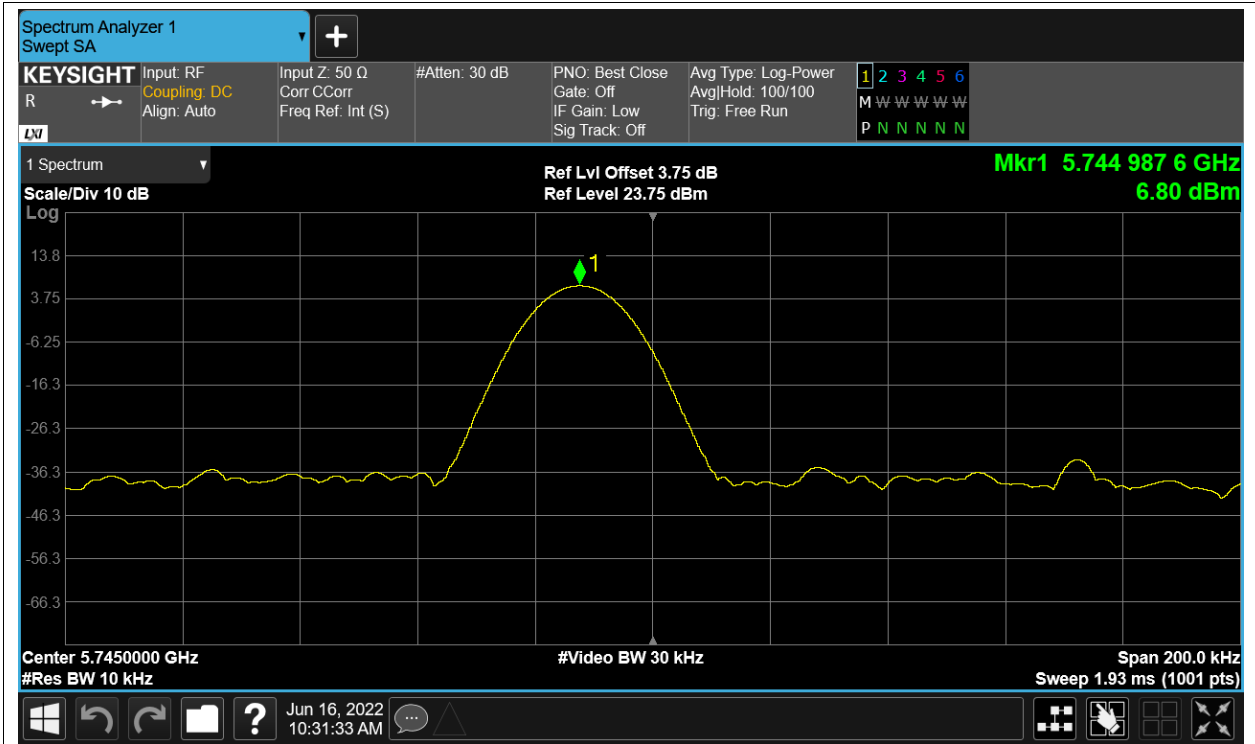 Spectrum Analyzer 1
Swept SA
KEYSIGHT
R
LXI
Input: RF
Coupling: DC
Align: Auto
Input Z: 50 Ω
Corr CCorr
Freq Ref: Int (S)
#Atten: 30 dB
PNO: Best Close
Gate: Off
IF Gain: Low
Sig Track: Off
Avg Type: Log-Power
Avg|Hold: 100/100
Trig: Free Run
1 2 3 4 5 6
M W W W W W
P N N N N N
1 Spectrum
Scale/Div 10 dB
Ref Lvl Offset 3.75 dB
Ref Level 23.75 dBm
Mkr1 5.744 987 6 GHz
6.80 dBm
Log
13.8
3.75
-6.25
-16.3
-26.3
-36.3
-46.3
-56.3
-66.3
1
Center 5.7450000 GHz
#Res BW 10 kHz
#Video BW 30 kHz
Span 200.0 kHz
Sweep 1.93 ms (1001 pts)
?
Jun 16, 2022
10:31:33 AM